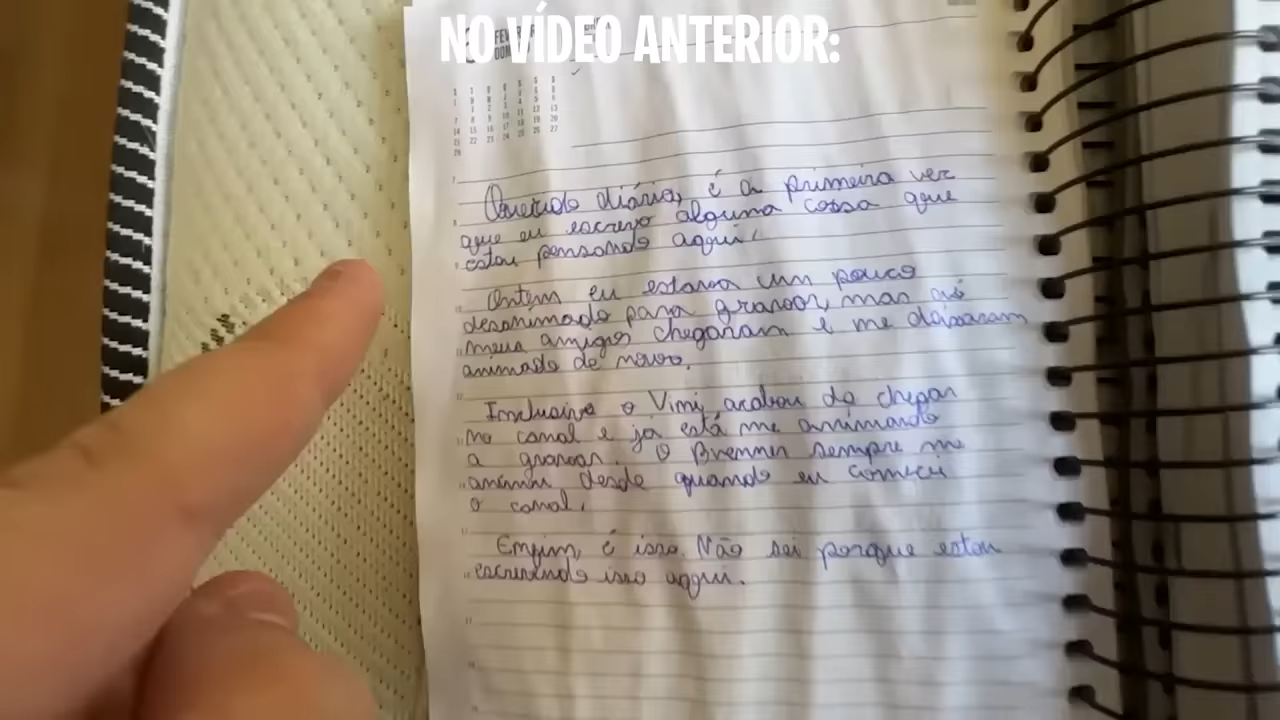 NO VÍDEO ANTERIOR:
Querido diário, é a primeira vez
que eu escrevo alguma coisa que
estou pensando aqui!
Ontem eu estava um pouco
desanimado para gravar, mas aí
meus amigos chegaram e me deixaram
animado de novo.
Inclusive o Vini acabou de chegar
no canal e já está me animando
a gravar. O Brenner sempre me
animou desde quando eu comecei
o canal.
Enfim, é isso. Não sei porque estou
escrevendo isso aqui.